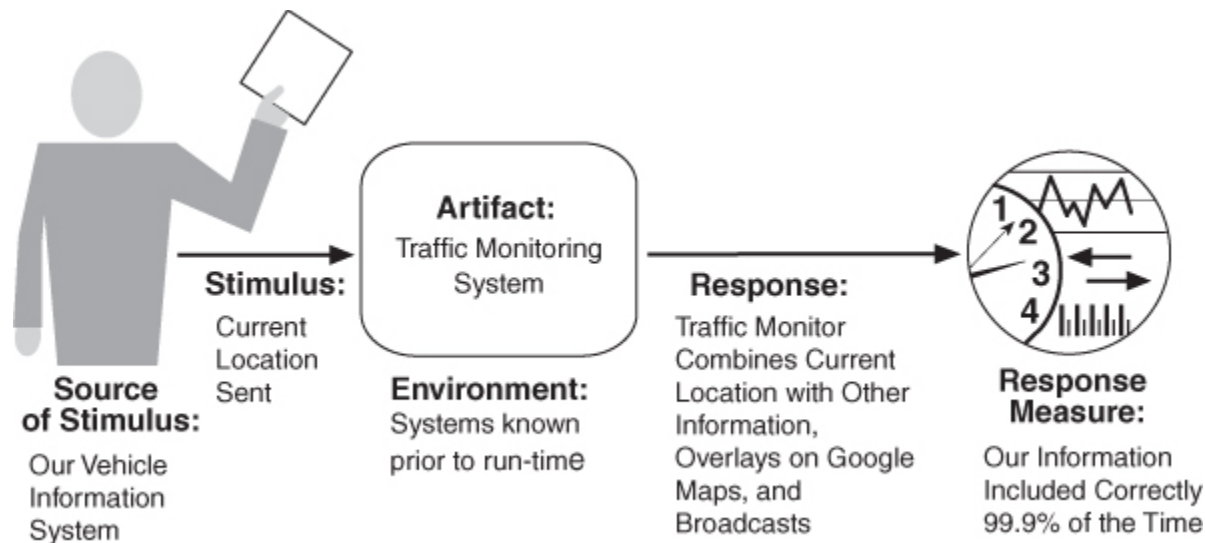 Source
of Stimulus:
Our Vehicle
Information
System
Stimulus:
Current
Location
Sent
Artifact:
Traffic Monitoring
System
Environment:
Systems known
prior to run-time
Response:
Traffic Monitor
Combines Current
Location with Other
Information,
Overlays on Google
Maps, and
Broadcasts
1
2
3
4
Response
Measure:
Our Information
Included Correctly
99.9% of the Time